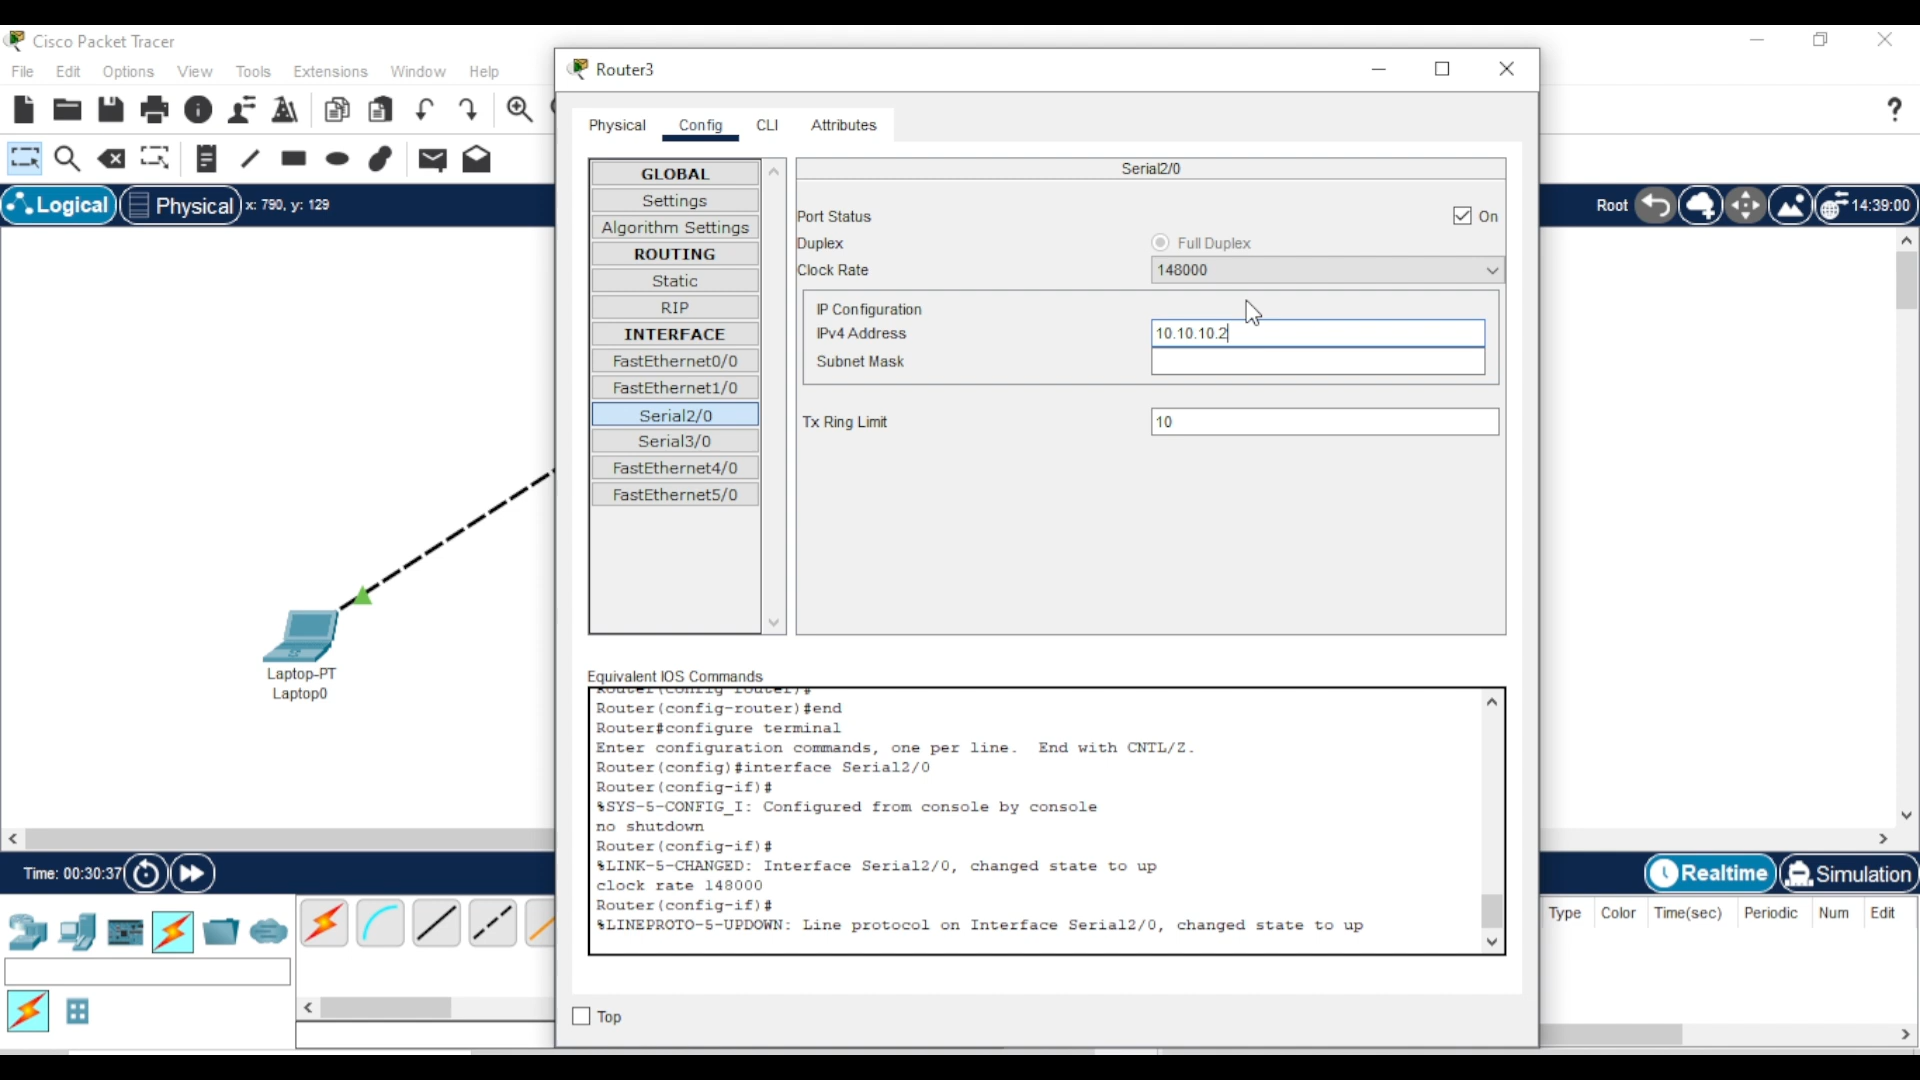 Cisco Packet Tracer
File Edit Options View Tools Extensions Window Help
Logical Physical x: 790, y: 129
Root 14:39:00
Laptop-PT
Laptop0
Time: 00:30:37
Realtime Simulation
Type Color Time(sec) Periodic Num Edit
Router3
Physical Config CLI Attributes
GLOBAL
Settings
Algorithm Settings
ROUTING
Static
RIP
INTERFACE
FastEthernet0/0
FastEthernet1/0
Serial2/0
Serial3/0
FastEthernet4/0
FastEthernet5/0
Serial2/0
Port Status On
Duplex Full Duplex
Clock Rate 148000
IP Configuration
IPv4 Address 10.10.10.2
Subnet Mask
Tx Ring Limit 10
Equivalent IOS Commands
Router(config-router)#
Router(config-router)#end
Router#configure terminal
Enter configuration commands, one per line. End with CNTL/Z.
Router(config)#interface Serial2/0
Router(config-if)#
%SYS-5-CONFIG_I: Configured from console by console
no shutdown
Router(config-if)#
%LINK-5-CHANGED: Interface Serial2/0, changed state to up
clock rate 148000
Router(config-if)#
%LINEPROTO-5-UPDOWN: Line protocol on Interface Serial2/0, changed state to up
Top